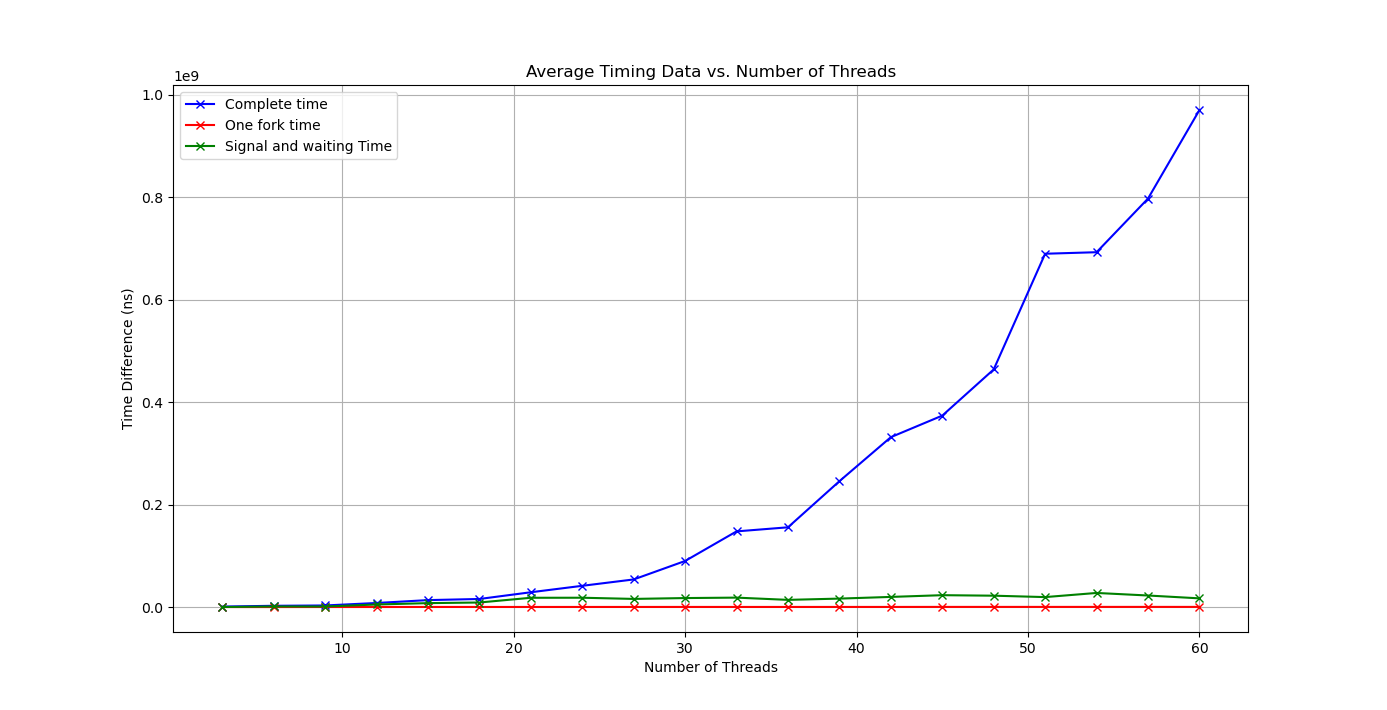 Average Timing Data vs. Number of Threads
1e9
Complete time
One fork time
Signal and waiting Time
Time Difference (ns)
1.0
0.8
0.6
0.4
0.2
0.0
10 20 30 40 50 60
Number of Threads